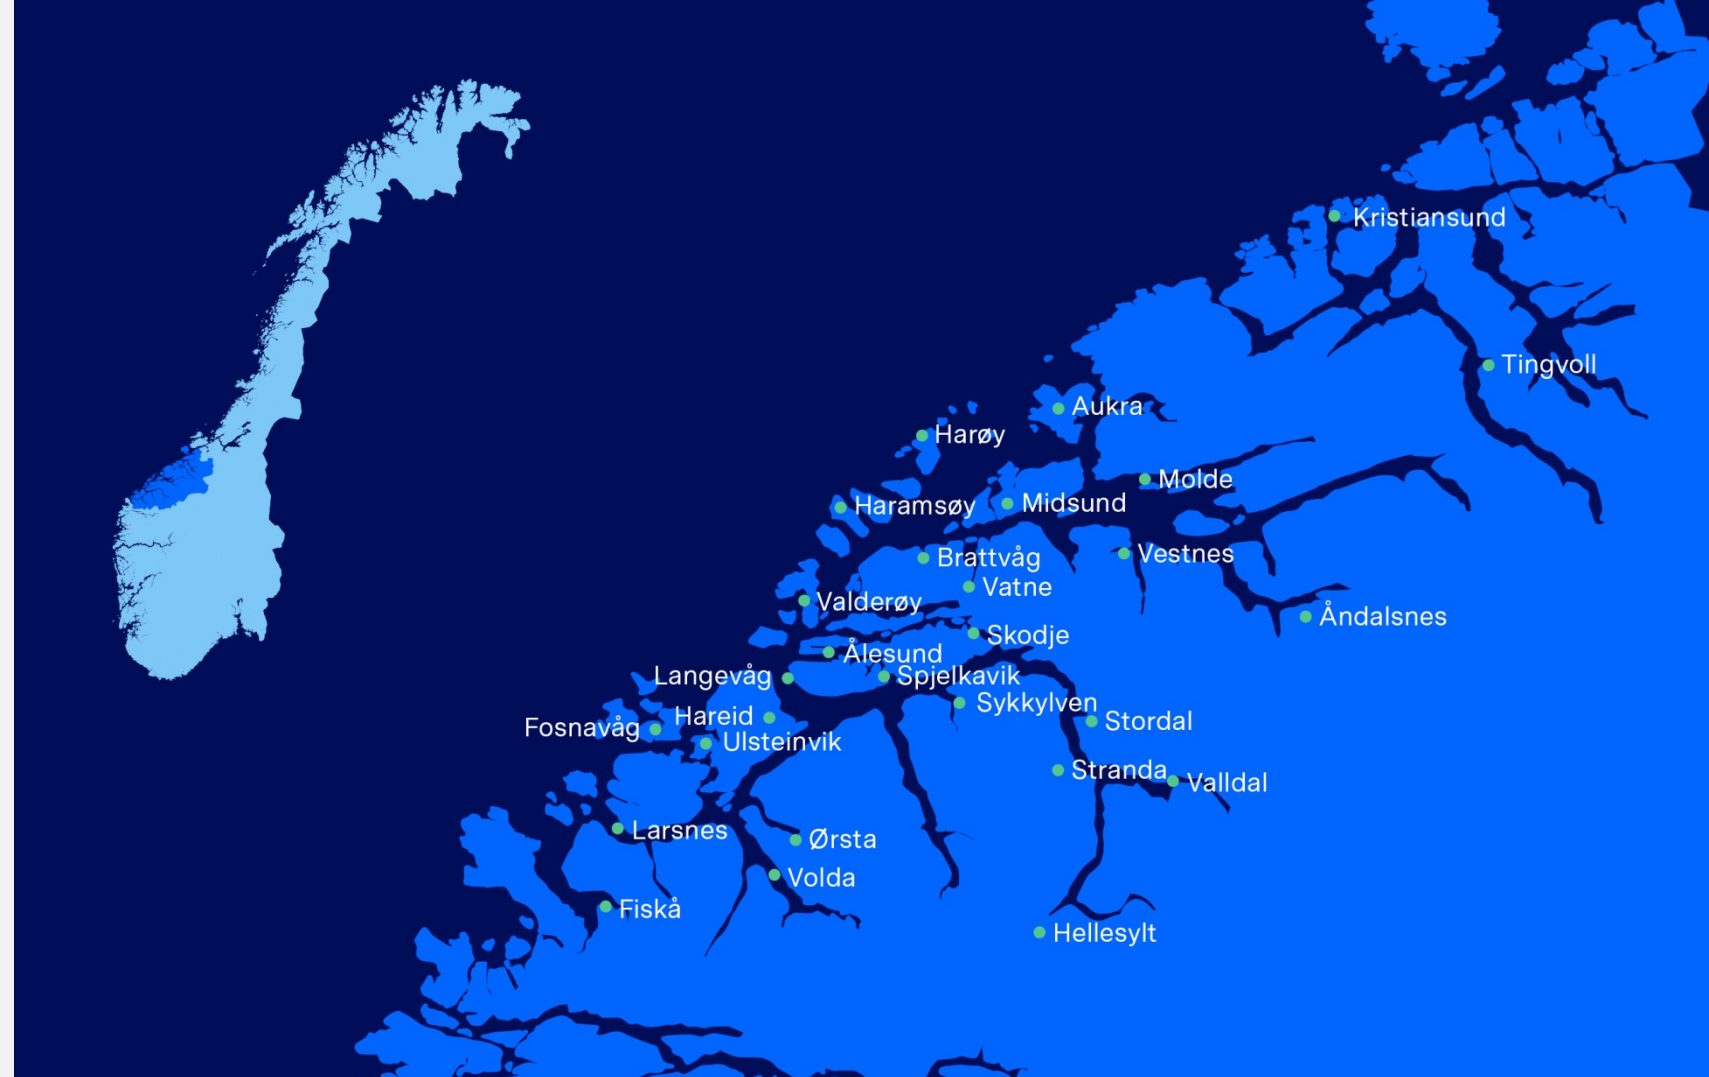 Kristiansund
Tingvoll
Aukra
Harøy
Molde
Midsund
Haramsøy
Brattvåg
Vestnes
Vatne
Valderøy
Åndalsnes
Skodje
Ålesund
Langevåg
Spjelkavik
Sykkylven
Hareid
Stordal
Fosnavåg
Ulsteinvik
Stranda
Valldal
Larsnes
Ørsta
Volda
Fiskå
Hellesylt